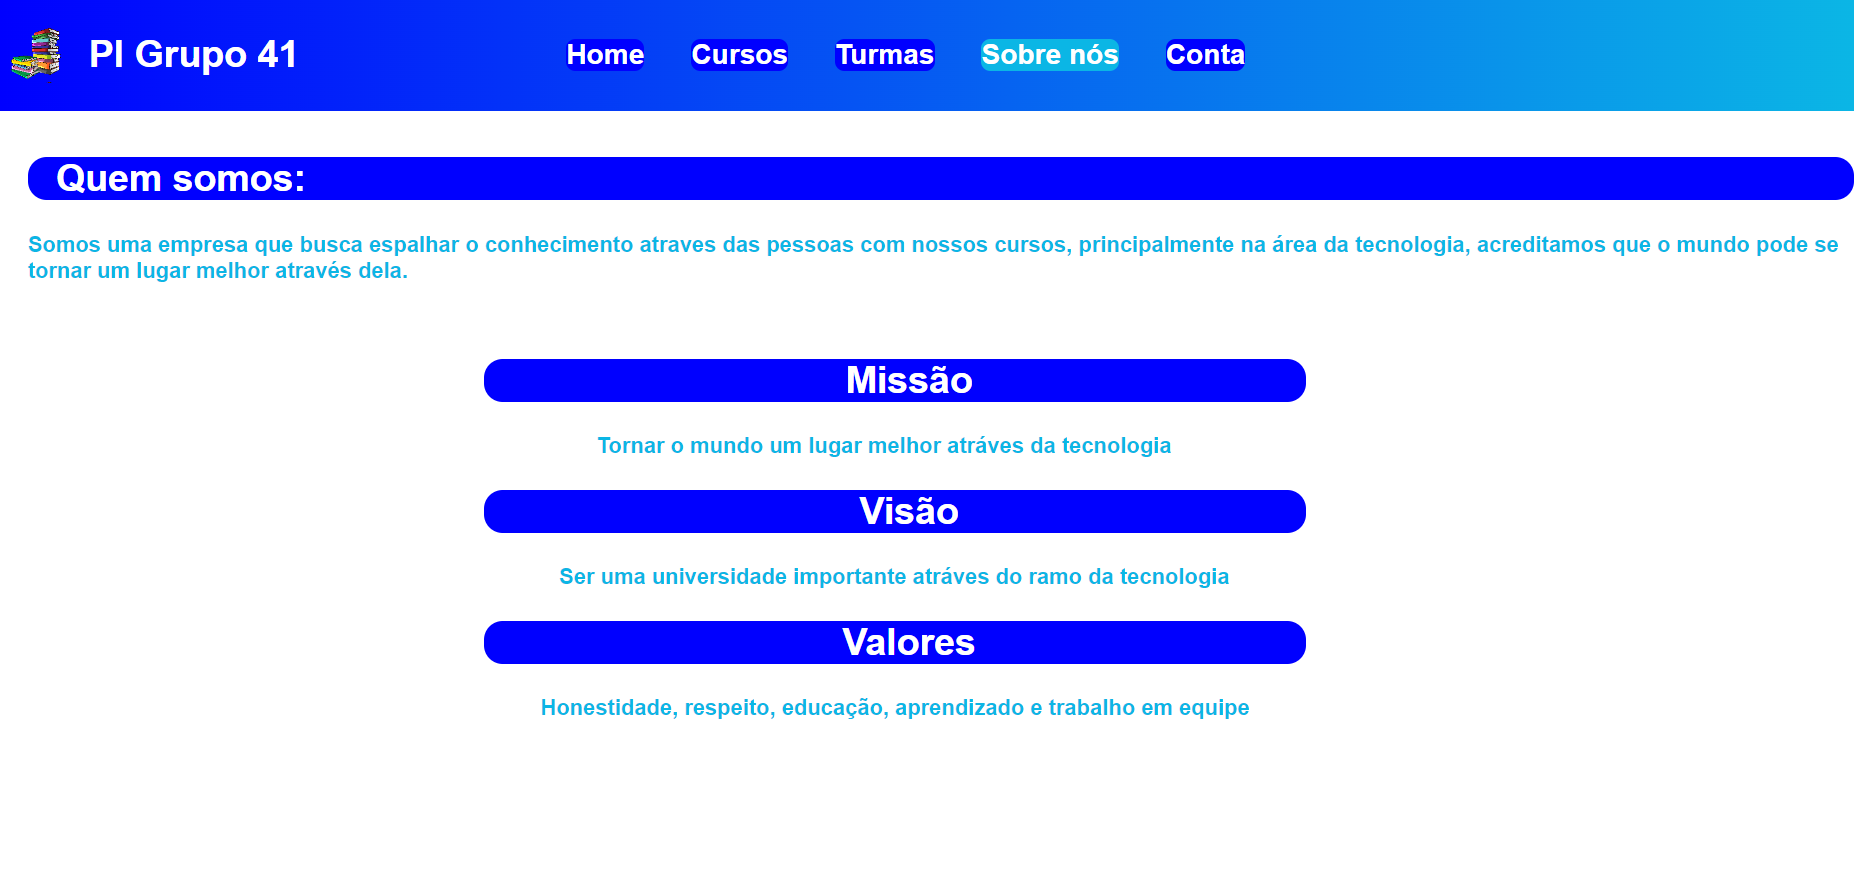 PI Grupo 41
Home Cursos Turmas Sobre nós Conta
Quem somos:
Somos uma empresa que busca espalhar o conhecimento atraves das pessoas com nossos cursos, principalmente na área da tecnologia, acreditamos que o mundo pode se
tornar um lugar melhor através dela.
Missão
Tornar o mundo um lugar melhor atráves da tecnologia
Visão
Ser uma universidade importante atráves do ramo da tecnologia
Valores
Honestidade, respeito, educação, aprendizado e trabalho em equipe